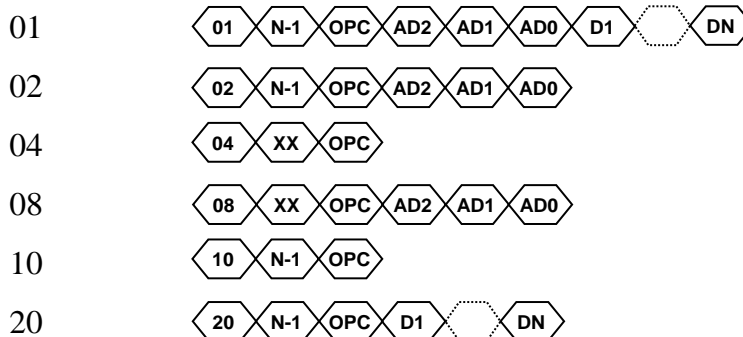 01 01 N-1 OPC AD2 AD1 AD0 D1 DN
02 02 N-1 OPC AD2 AD1 AD0
04 04 XX OPC
08 08 XX OPC AD2 AD1 AD0
10 10 N-1 OPC
20 20 N-1 OPC D1 DN